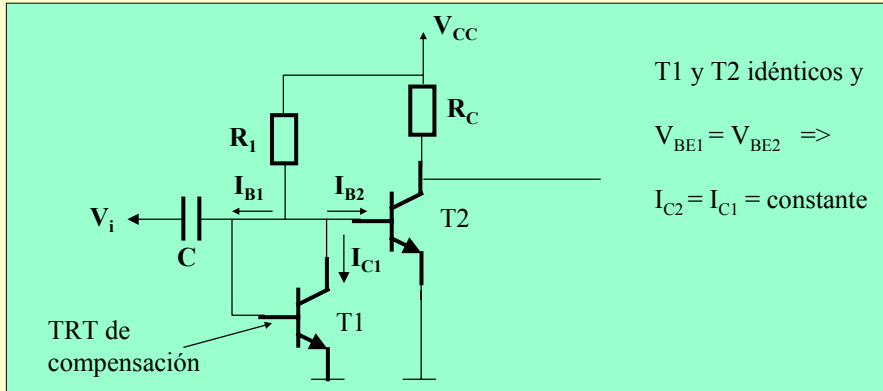 V_CC
T1 y T2 idénticos y
R_C
R_1
V_BE1 = V_BE2 =>
I_B1
I_B2
I_C2 = I_C1 = constante
V_i
T2
C
I_C1
TRT de
compensación
T1